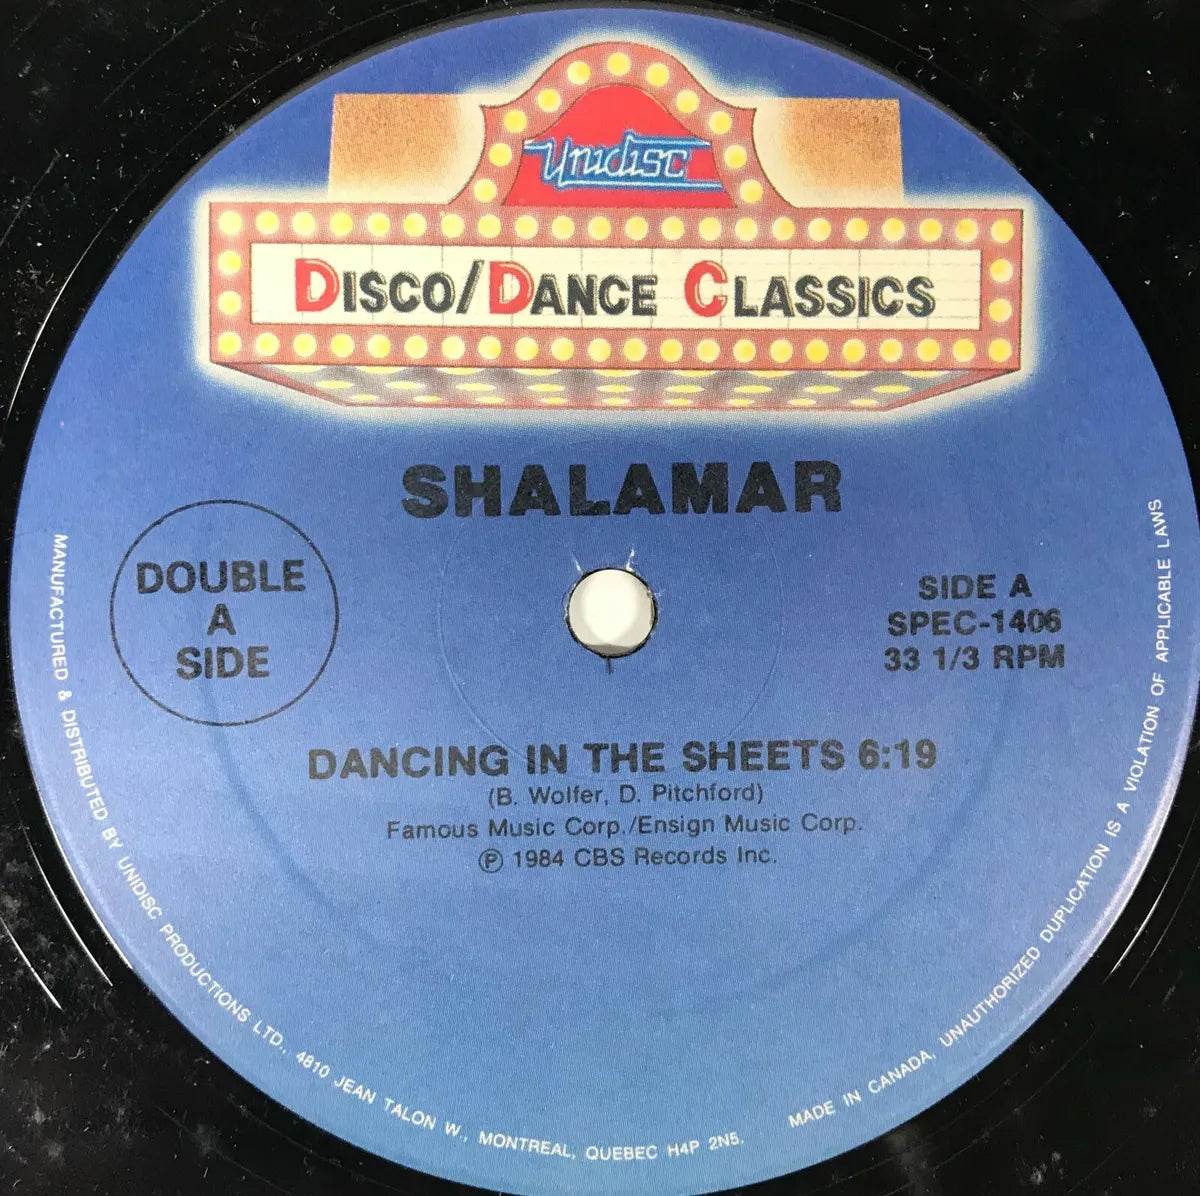 Unidisc
DISCO/DANCE CLASSICS
SHALAMAR
DOUBLE
A
SIDE
SIDE A
SPEC-1406
33 1/3 RPM
DANCING IN THE SHEETS 6:19
(B. Wolfer, D. Pitchford)
Famous Music Corp./Ensign Music Corp.
℗ 1984 CBS Records Inc.
MANUFACTURED & DISTRIBUTED BY UNIDISC PRODUCTIONS LTD., 4810 JEAN TALON W., MONTREAL, QUEBEC H4P 2N5. MADE IN CANADA, UNAUTHORIZED DUPLICATION IS A VIOLATION OF APPLICABLE LAWS